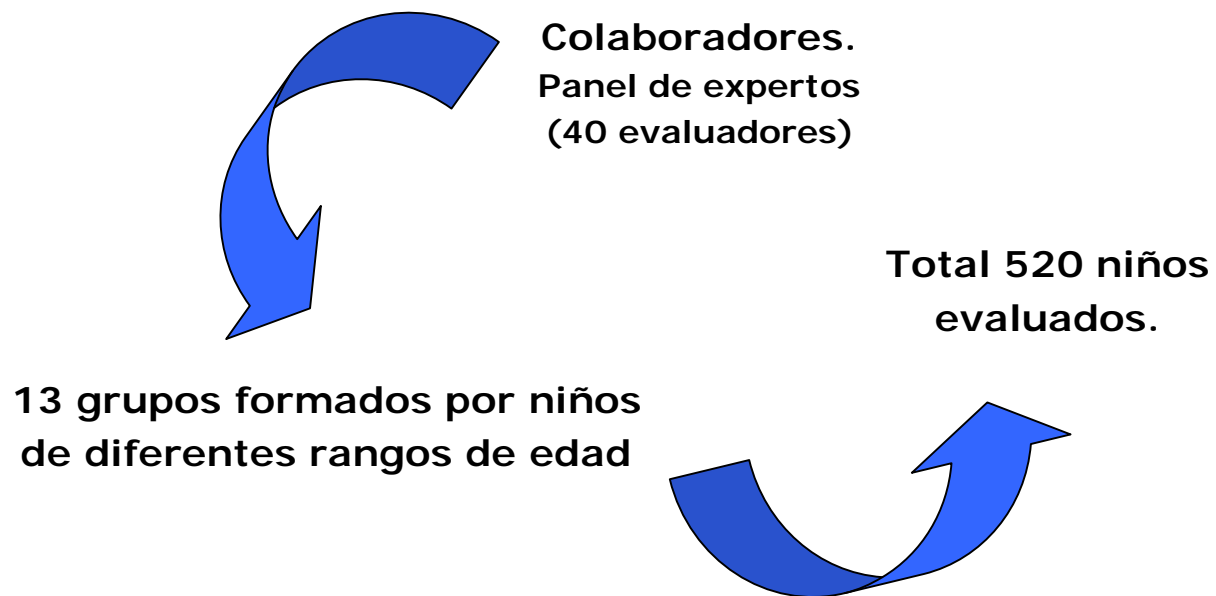 Colaboradores.
Panel de expertos
(40 evaluadores)
Total 520 niños
evaluados.
13 grupos formados por niños
de diferentes rangos de edad